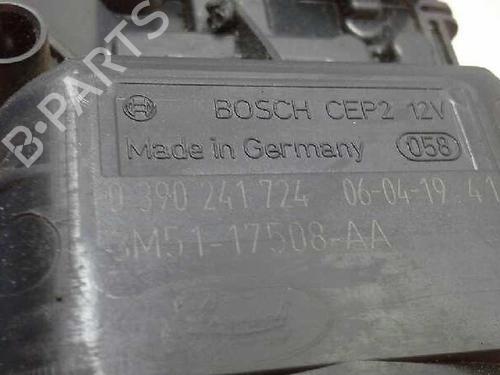 B-PARTS
BOSCH CEP2 12V
Made in Germany 058
0 390 241 724 06-04-19 41
3M51-17508-AA